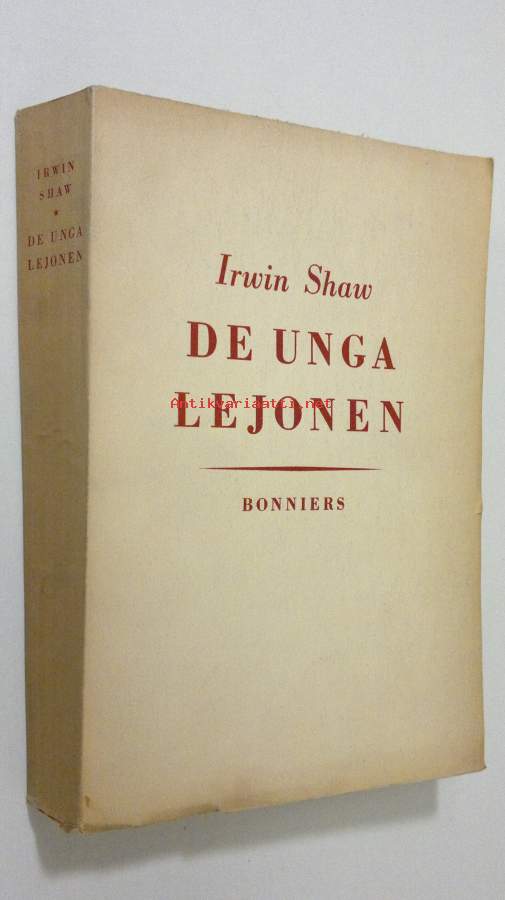 IRWIN
SHAW
*
DE UNGA
LEJONEN
Irwin Shaw
DE UNGA
Antikvariaatti.net
LEJONEN
BONNIERS